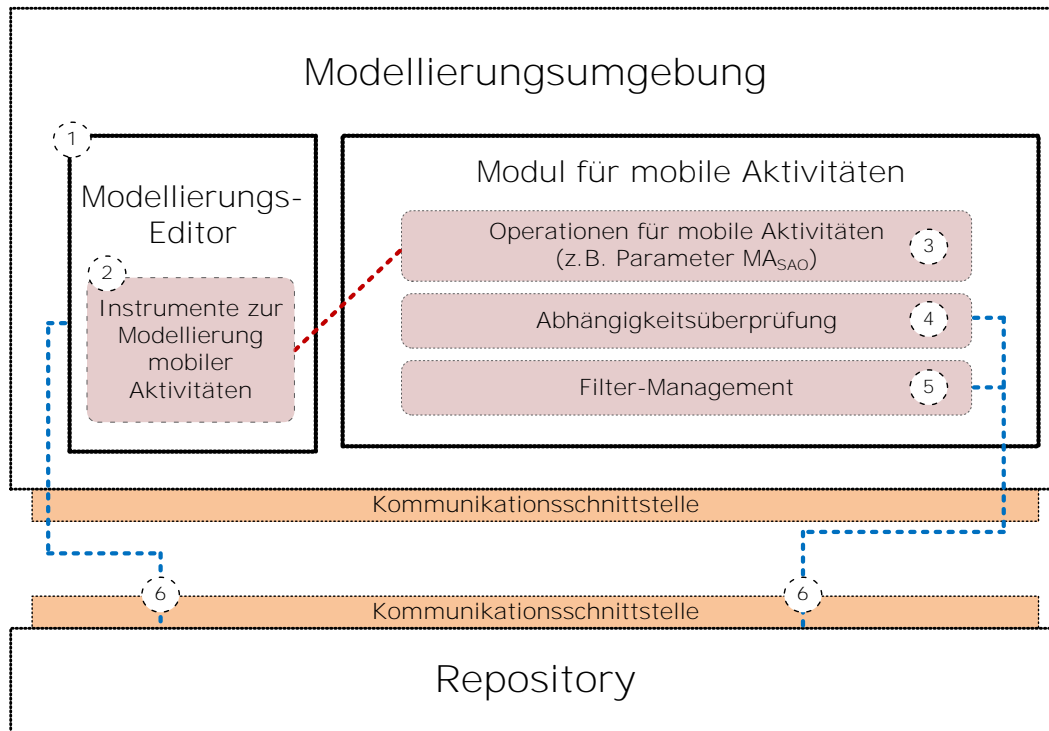 Modellierungsumgebung
1
Modellierungs-
Editor
2
Instrumente zur
Modellierung
mobiler
Aktivitäten
Modul für mobile Aktivitäten
Operationen für mobile Aktivitäten
(z.B. Parameter MA_SAO)
3
Abhängigkeitsüberprüfung
4
Filter-Management
5
Kommunikationsschnittstelle
6
6
Kommunikationsschnittstelle
Repository